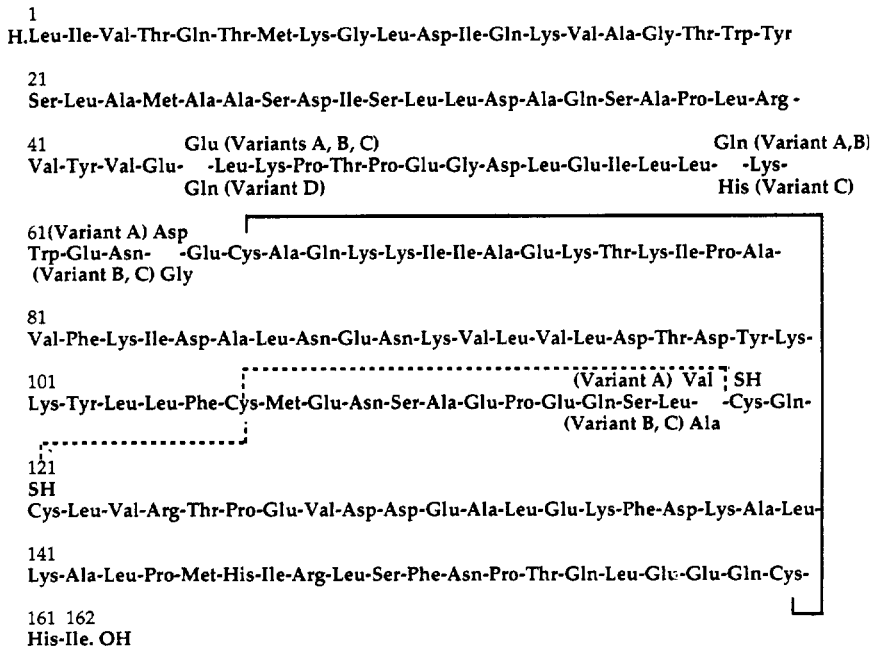 1
H.Leu-Ile-Val-Thr-Gln-Thr-Met-Lys-Gly-Leu-Asp-Ile-Gln-Lys-Val-Ala-Gly-Thr-Trp-Tyr
21
Ser-Leu-Ala-Met-Ala-Ala-Ser-Asp-Ile-Ser-Leu-Leu-Asp-Ala-Gln-Ser-Ala-Pro-Leu-Arg -
41 Glu (Variants A, B, C) Gln (Variant A,B)
Val-Tyr-Val-Glu- -Leu-Lys-Pro-Thr-Pro-Glu-Gly-Asp-Leu-Glu-Ile-Leu-Leu- -Lys-
Gln (Variant D) His (Variant C)
61(Variant A) Asp
Trp-Glu-Asn- -Glu-Cys-Ala-Gln-Lys-Lys-Ile-Ile-Ala-Glu-Lys-Thr-Lys-Ile-Pro-Ala-
(Variant B, C) Gly
81
Val-Phe-Lys-Ile-Asp-Ala-Leu-Asn-Glu-Asn-Lys-Val-Leu-Val-Leu-Asp-Thr-Asp-Tyr-Lys-
101 (Variant A) Val SH
Lys-Tyr-Leu-Leu-Phe-Cys-Met-Glu-Asn-Ser-Ala-Glu-Pro-Glu-Gln-Ser-Leu- -Cys-Gln-
(Variant B, C) Ala
121
SH
Cys-Leu-Val-Arg-Thr-Pro-Glu-Val-Asp-Asp-Glu-Ala-Leu-Glu-Lys-Phe-Asp-Lys-Ala-Leu-
141
Lys-Ala-Leu-Pro-Met-His-Ile-Arg-Leu-Ser-Phe-Asn-Pro-Thr-Gln-Leu-Glu-Glu-Gln-Cys-
161 162
His-Ile. OH